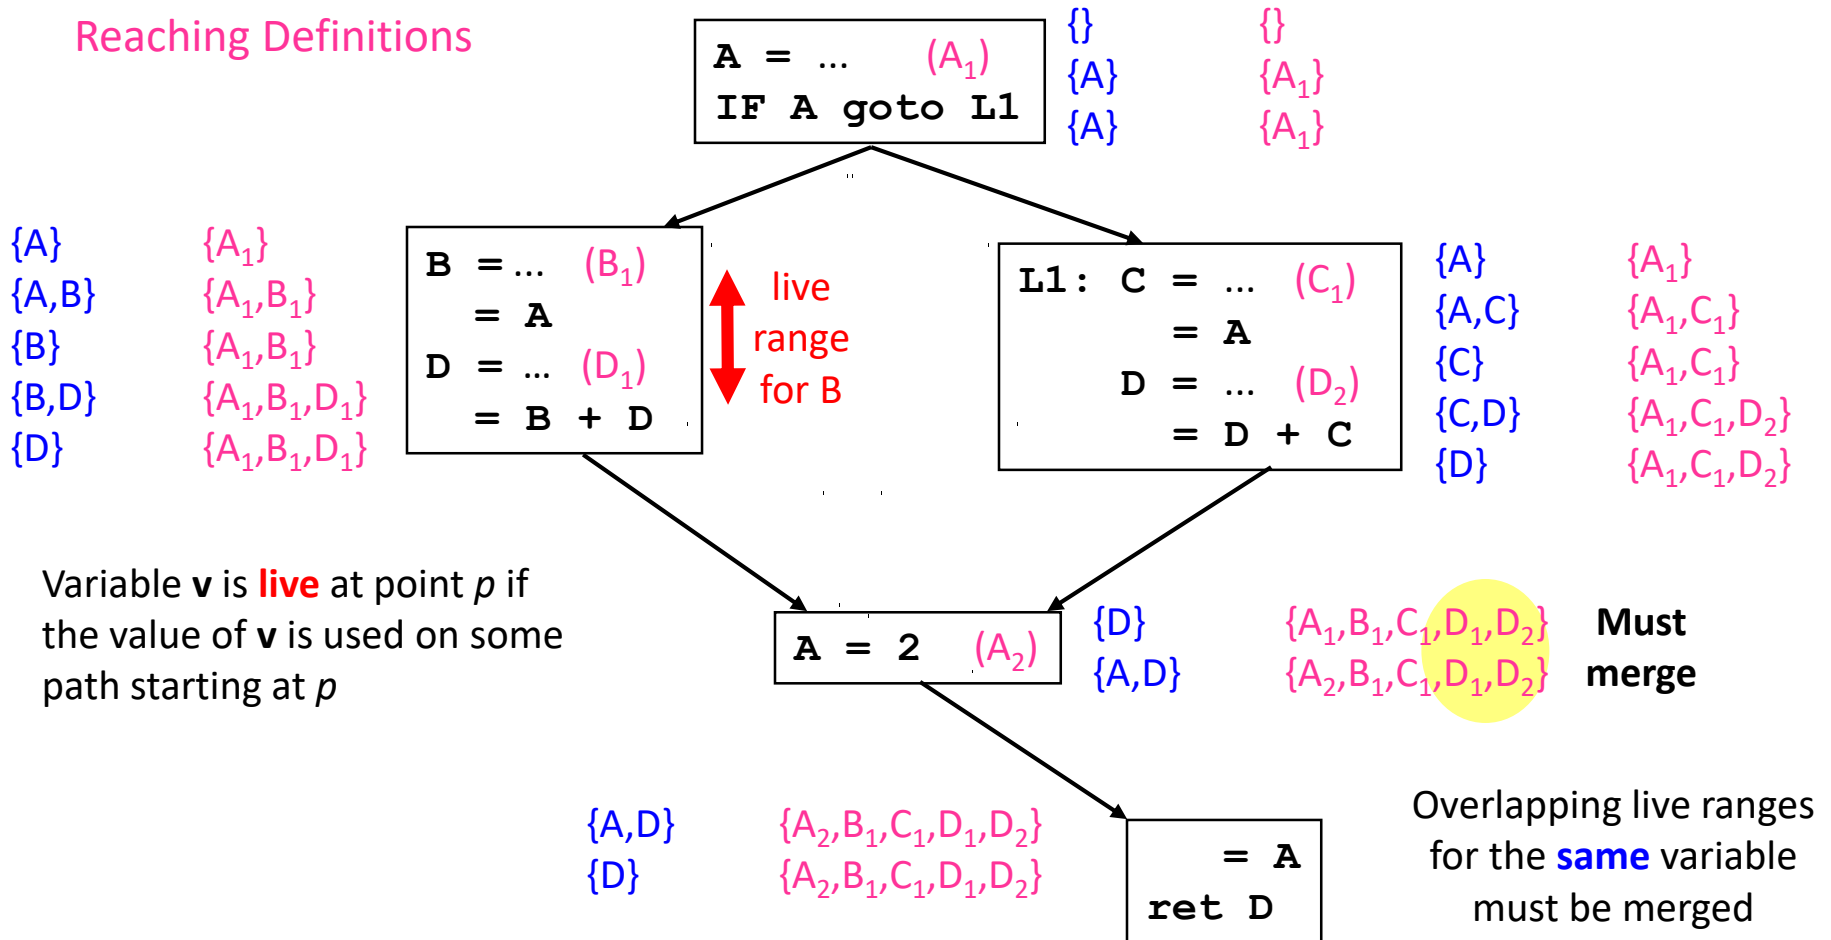 Reaching Definitions
A = ... (A1)
IF A goto L1
{} {}
{A} {A1}
{A} {A1}
{A} {A1}
{A,B} {A1,B1}
{B} {A1,B1}
{B,D} {A1,B1,D1}
{D} {A1,B1,D1}
B = ... (B1)
= A
D = ... (D1)
= B + D
live
range
for B
L1: C = ... (C1)
= A
D = ... (D2)
= D + C
{A} {A1}
{A,C} {A1,C1}
{C} {A1,C1}
{C,D} {A1,C1,D2}
{D} {A1,C1,D2}
Variable v is live at point p if
the value of v is used on some
path starting at p
A = 2 (A2)
{D} {A1,B1,C1,D1,D2}
{A,D} {A2,B1,C1,D1,D2}
Must
merge
{A,D} {A2,B1,C1,D1,D2}
{D} {A2,B1,C1,D1,D2}
= A
ret D
Overlapping live ranges
for the same variable
must be merged